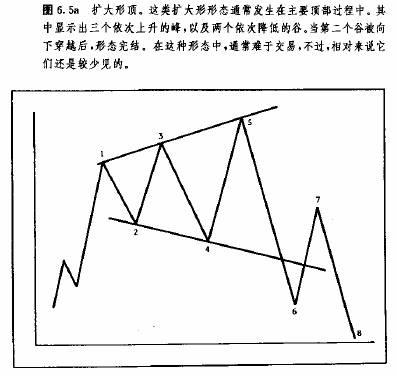 图 6.5a 扩大形顶。这类扩大形形态通常发生在主要顶部过程中。其
中显示出三个依次上升的峰，以及两个依次降低的谷。当第二个谷被向
下穿越后，形态完结。在这种形态中，通常难于交易，不过，相对来说它
们还是较少见的。
1
3
5
2
4
7
6
8